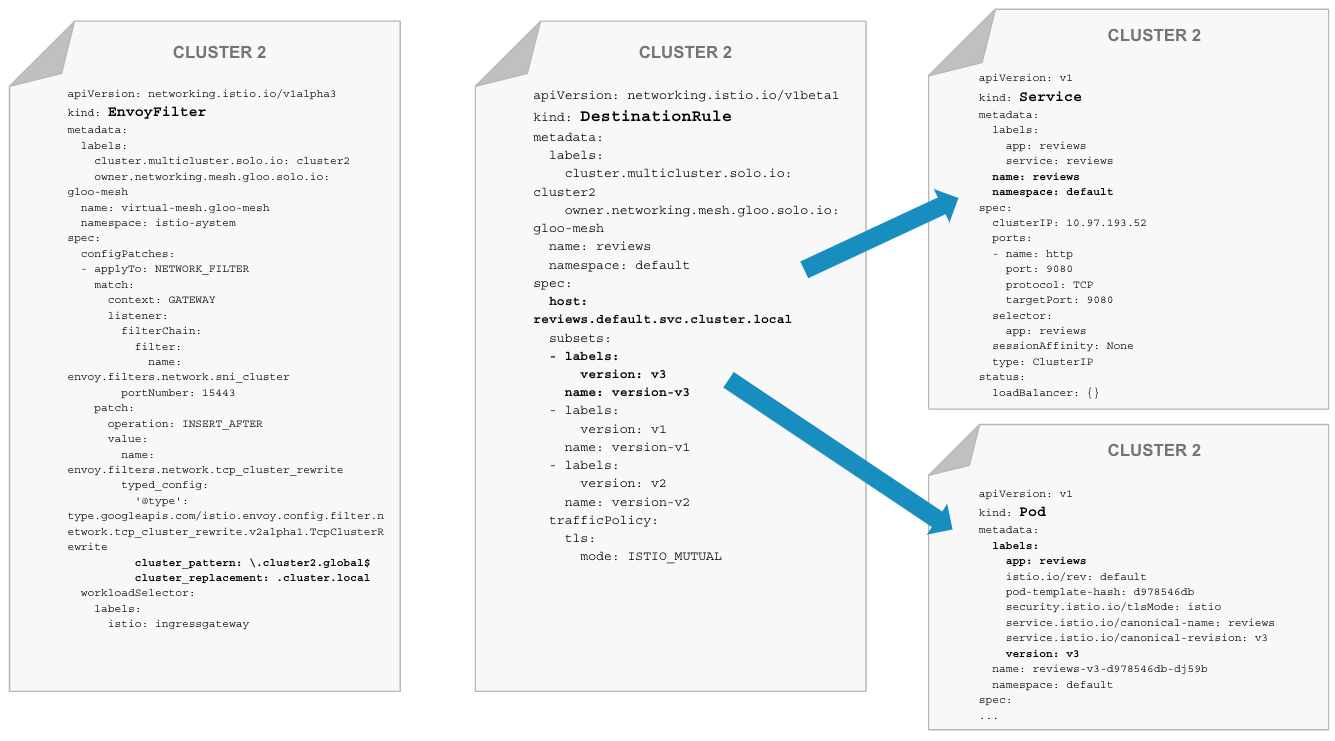 CLUSTER 2
apiVersion: networking.istio.io/v1alpha3
kind: EnvoyFilter
metadata:
  labels:
    cluster.multicluster.solo.io: cluster2
    owner.networking.mesh.gloo.solo.io:
gloo-mesh
  name: virtual-mesh.gloo-mesh
  namespace: istio-system
spec:
  configPatches:
  - applyTo: NETWORK_FILTER
    match:
      context: GATEWAY
      listener:
        filterChain:
          filter:
            name:
envoy.filters.network.sni_cluster
        portNumber: 15443
    patch:
      operation: INSERT_AFTER
      value:
        name:
envoy.filters.network.tcp_cluster_rewrite
        typed_config:
          '@type':
type.googleapis.com/istio.envoy.config.filter.n
etwork.tcp_cluster_rewrite.v2alpha1.TcpClusterR
ewrite
          cluster_pattern: \.cluster2.global$
          cluster_replacement: .cluster.local
  workloadSelector:
    labels:
      istio: ingressgateway
CLUSTER 2
apiVersion: networking.istio.io/v1beta1
kind: DestinationRule
metadata:
  labels:
    cluster.multicluster.solo.io:
cluster2
    owner.networking.mesh.gloo.solo.io:
gloo-mesh
  name: reviews
  namespace: default
spec:
  host:
reviews.default.svc.cluster.local
  subsets:
  - labels:
      version: v3
    name: version-v3
  - labels:
      version: v1
    name: version-v1
  - labels:
      version: v2
    name: version-v2
  trafficPolicy:
    tls:
      mode: ISTIO_MUTUAL
CLUSTER 2
apiVersion: v1
kind: Service
metadata:
  labels:
    app: reviews
    service: reviews
  name: reviews
  namespace: default
spec:
  clusterIP: 10.97.193.52
  ports:
  - name: http
    port: 9080
    protocol: TCP
    targetPort: 9080
  selector:
    app: reviews
  sessionAffinity: None
  type: ClusterIP
status:
  loadBalancer: {}
CLUSTER 2
apiVersion: v1
kind: Pod
metadata:
  labels:
    app: reviews
    istio.io/rev: default
    pod-template-hash: d978546db
    security.istio.io/tlsMode: istio
    service.istio.io/canonical-name: reviews
    service.istio.io/canonical-revision: v3
    version: v3
  name: reviews-v3-d978546db-dj59b
  namespace: default
spec:
...